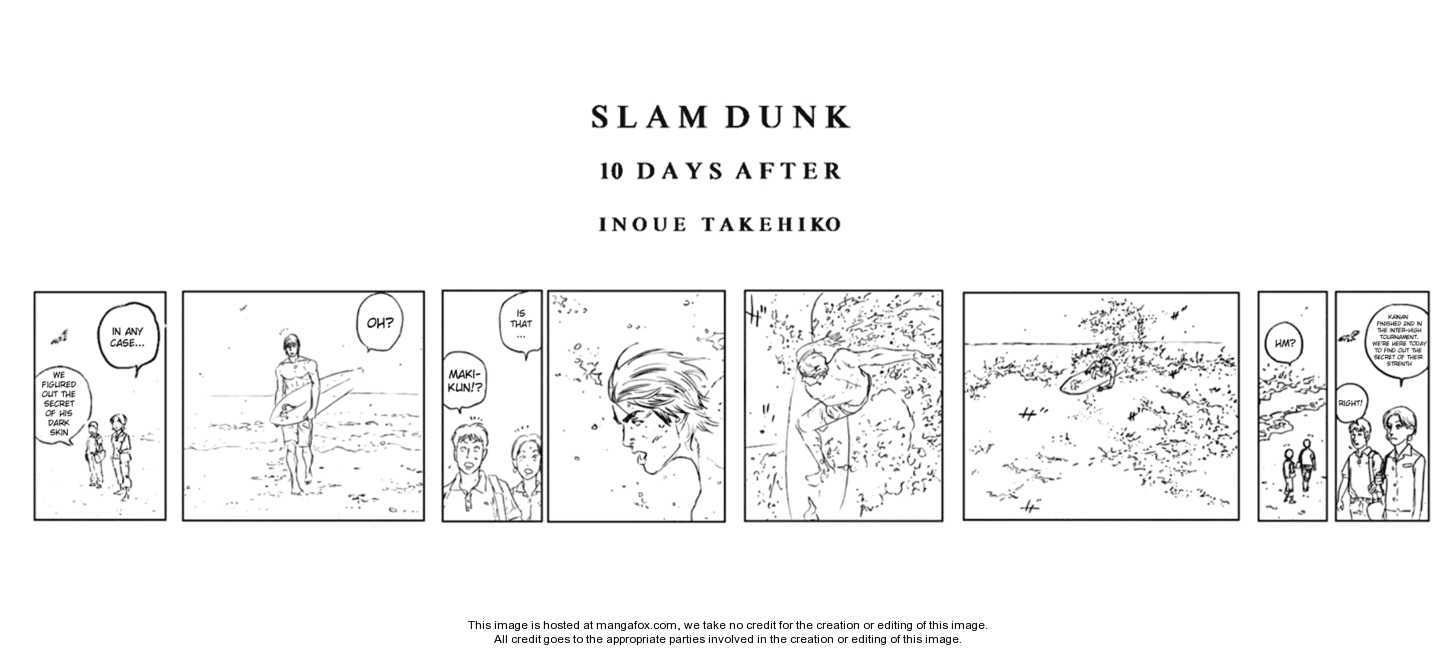 SLAM DUNK
10 DAYS AFTER
INOUE TAKEHIKO
KAINAN
FINISHED 2ND IN
THE INTER-HIGH
TOURNAMENT.
WE'RE HERE TODAY
TO FIND OUT THE
SECRET OF THEIR
STRENTH
RIGHT!
HM?
IS
THAT
...
MAKI-
KUN!?
OH?
IN ANY
CASE...
WE
FIGURED
OUT THE
SECRET
OF HIS
DARK
SKIN
This image is hosted at mangafox.com, we take no credit for the creation or editing of this image.
All credit goes to the appropriate parties involved in the creation or editing of this image.